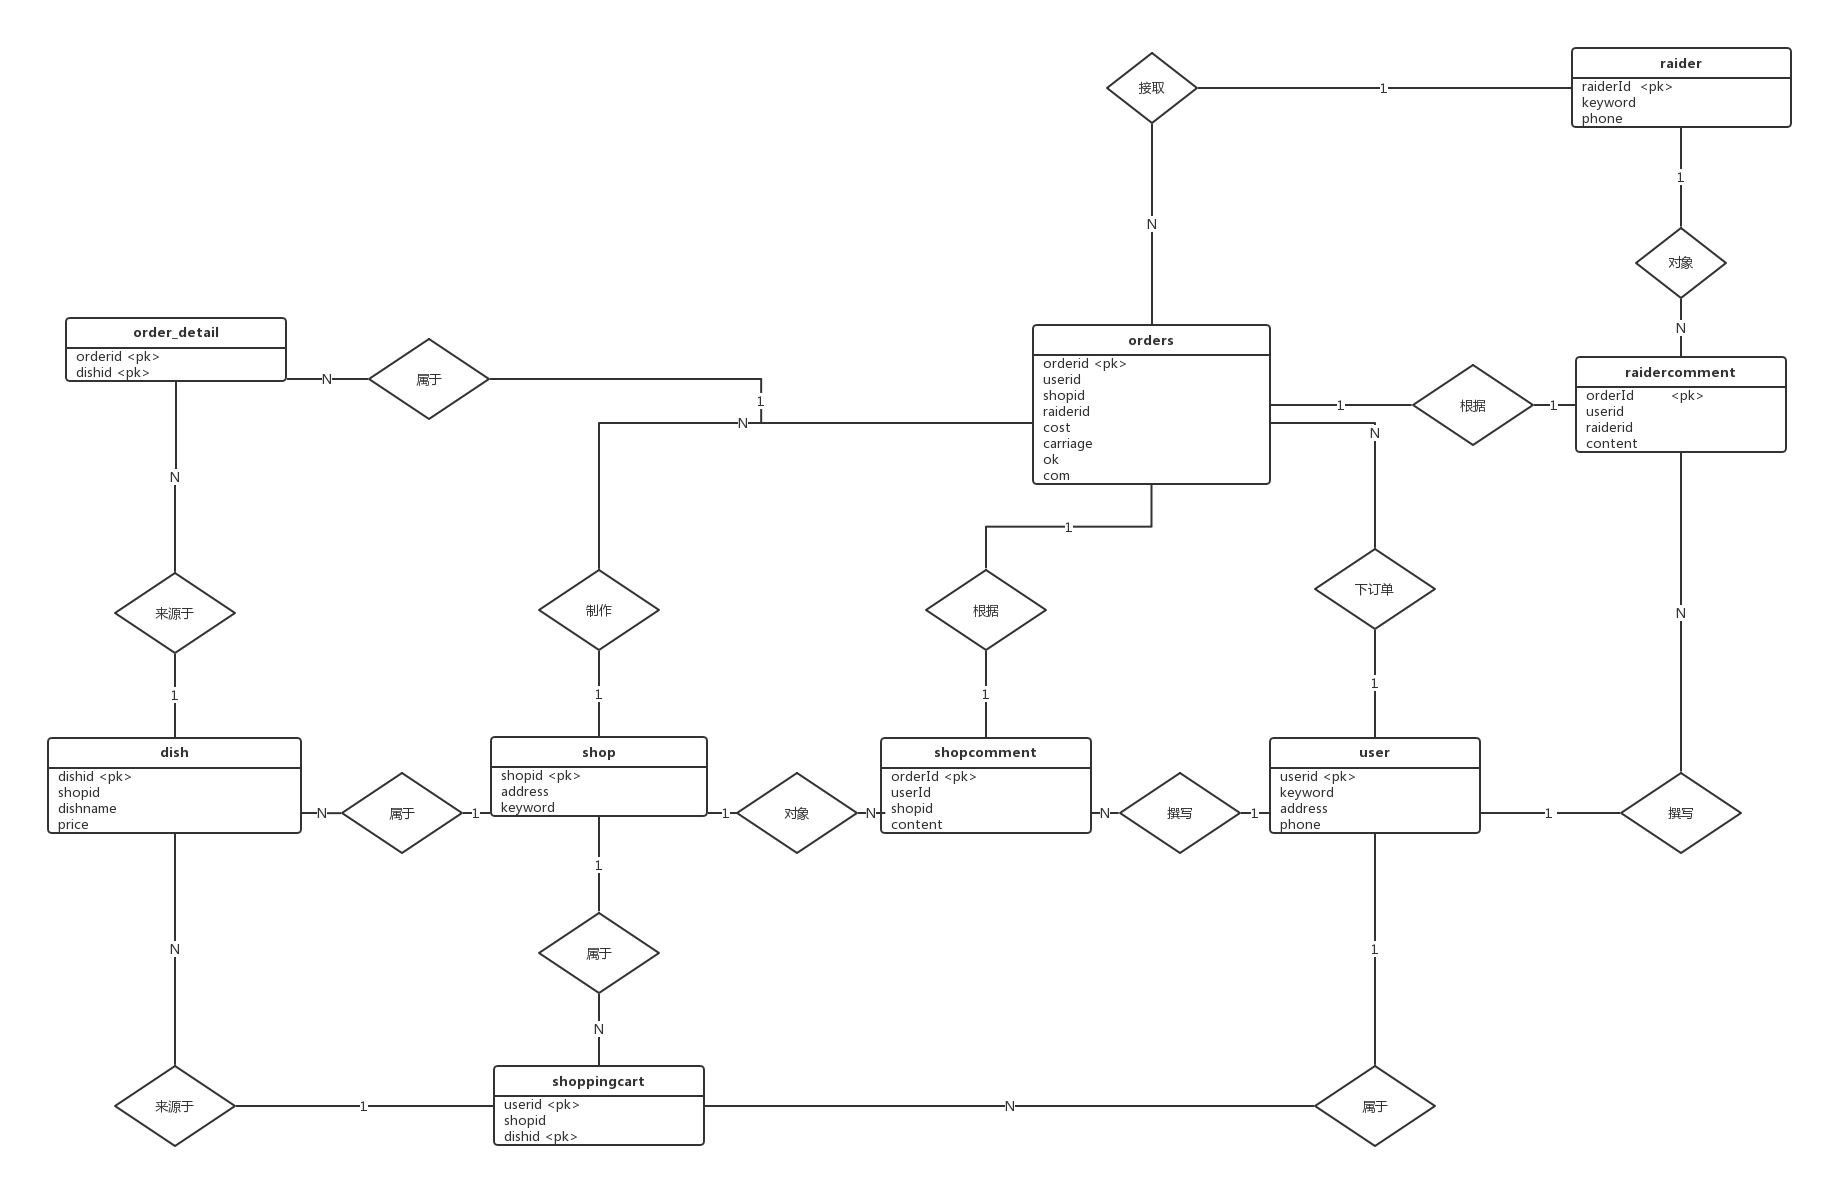 raider
raiderId <pk>
keyword
phone
接取
1
1
N
对象
N
order_detail
orderid <pk>
dishid <pk>
N
属于
1
orders
orderid <pk>
userid
shopid
raiderid
cost
carriage
ok
com
1
根据
1
raidercomment
orderId <pk>
userid
raiderid
content
N
N
N
1
来源于
制作
根据
下订单
N
1
1
1
1
dish
dishid <pk>
shopid
dishname
price
N
属于
1
shop
shopid <pk>
address
keyword
1
对象
N
shopcomment
orderId <pk>
userId
shopid
content
N
撰写
1
user
userid <pk>
keyword
address
phone
1
撰写
1
N
属于
1
N
来源于
1
shoppingcart
userid <pk>
shopid
dishid <pk>
N
属于